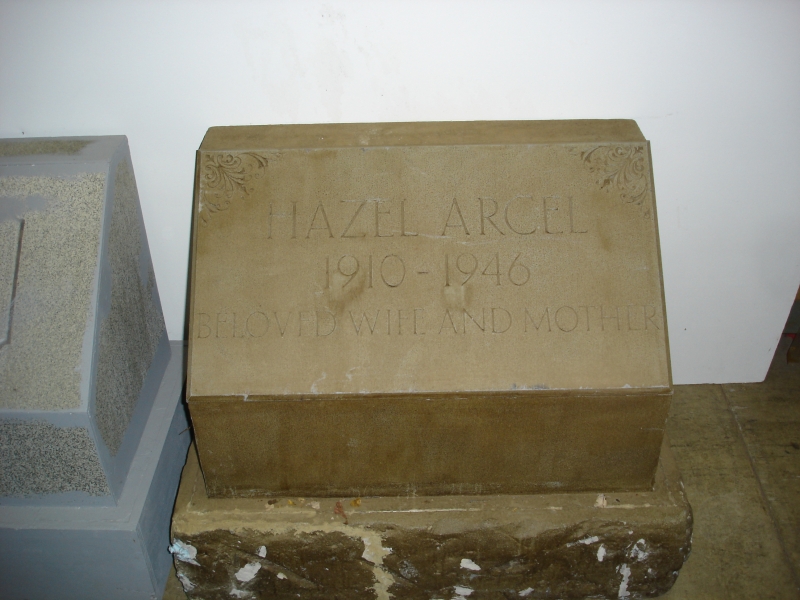 HAZEL ARCEL
1910 - 1946
BELOVED WIFE AND MOTHER